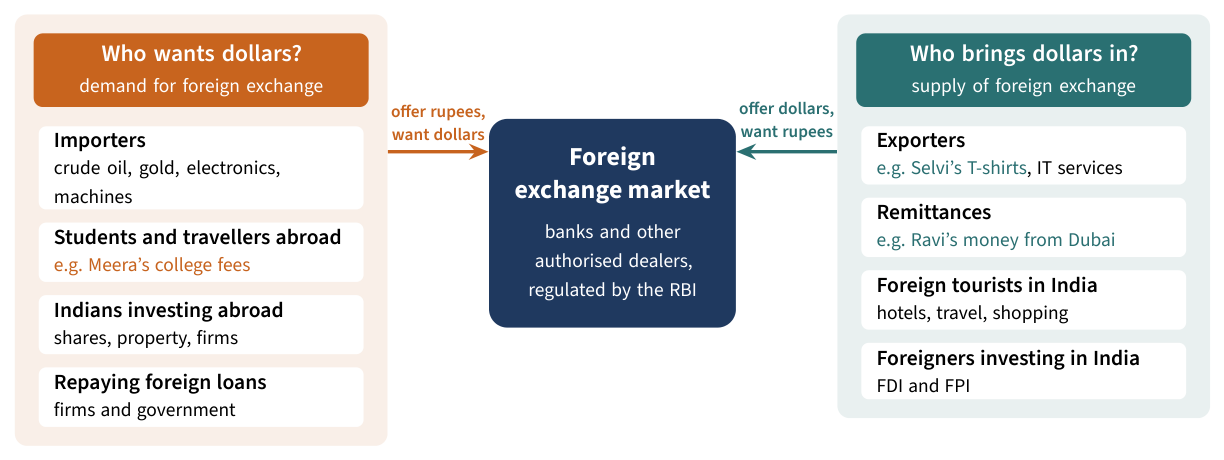 Who wants dollars?
demand for foreign exchange
Importers
crude oil, gold, electronics,
machines
Students and travellers abroad
e.g. Meera's college fees
Indians investing abroad
shares, property, firms
Repaying foreign loans
firms and government
offer rupees,
want dollars
Foreign
exchange market
banks and other
authorised dealers,
regulated by the RBI
offer dollars,
want rupees
Who brings dollars in?
supply of foreign exchange
Exporters
e.g. Selvi's T-shirts, IT services
Remittances
e.g. Ravi's money from Dubai
Foreign tourists in India
hotels, travel, shopping
Foreigners investing in India
FDI and FPI